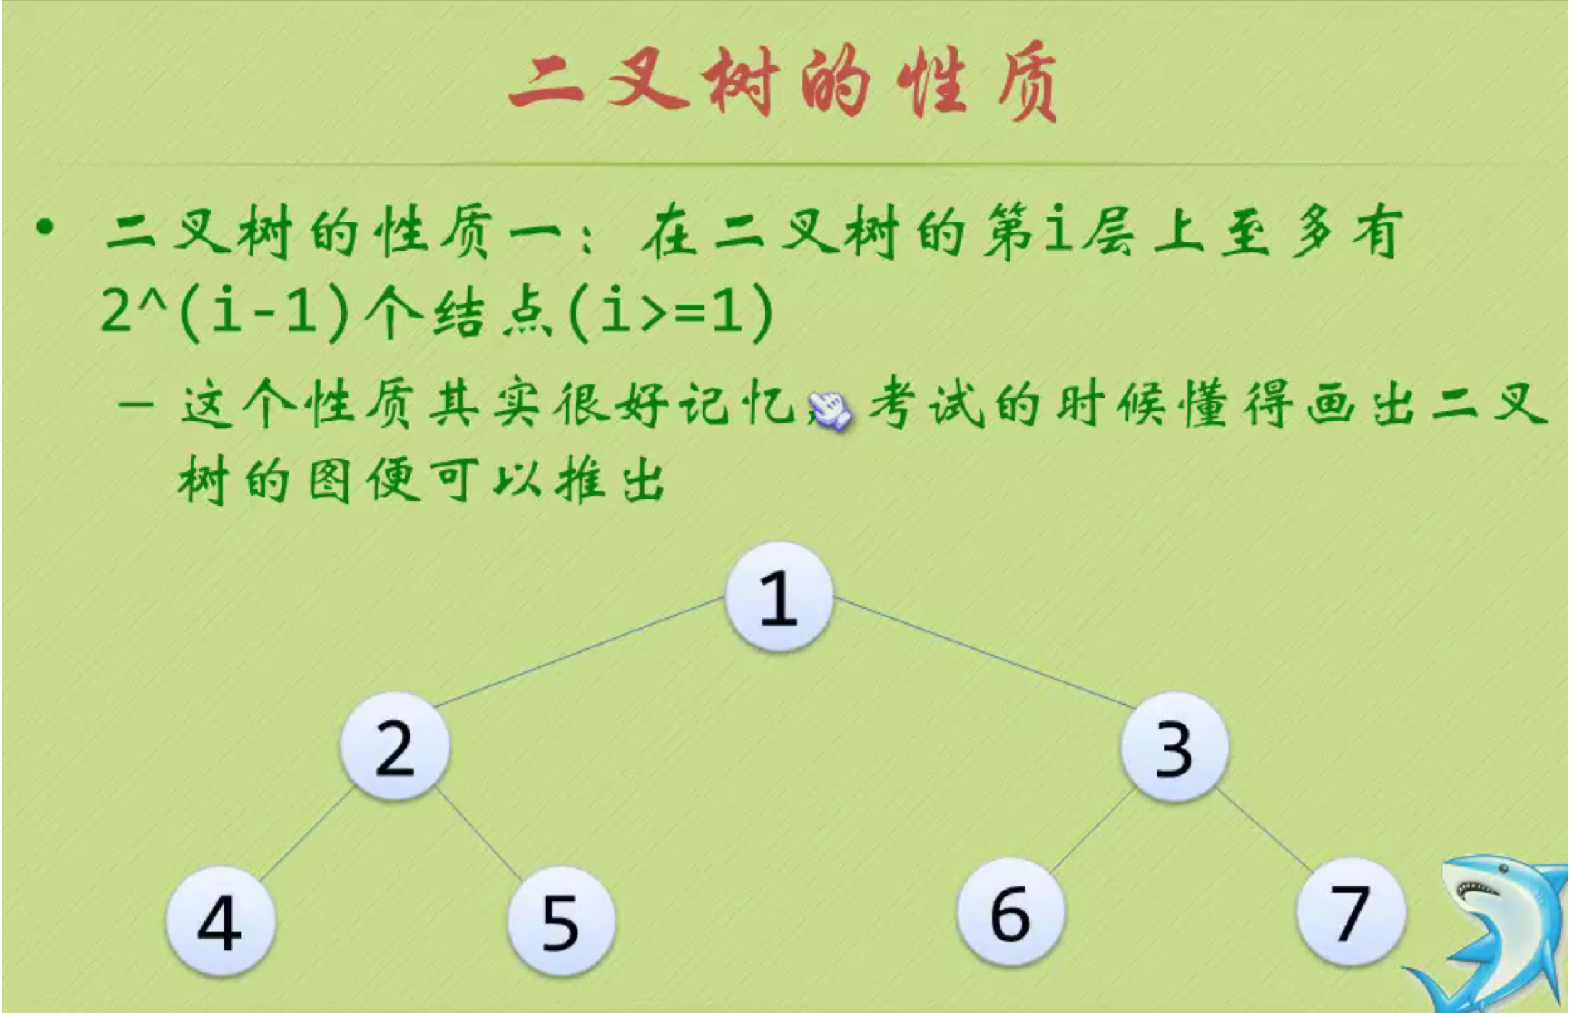 二叉树的性质
• 二叉树的性质一：在二叉树的第i层上至多有
2^(i-1)个结点(i>=1)
– 这个性质其实很好记忆，考试的时候懂得画出二叉
树的图便可以推出
1
2 3
4 5 6 7